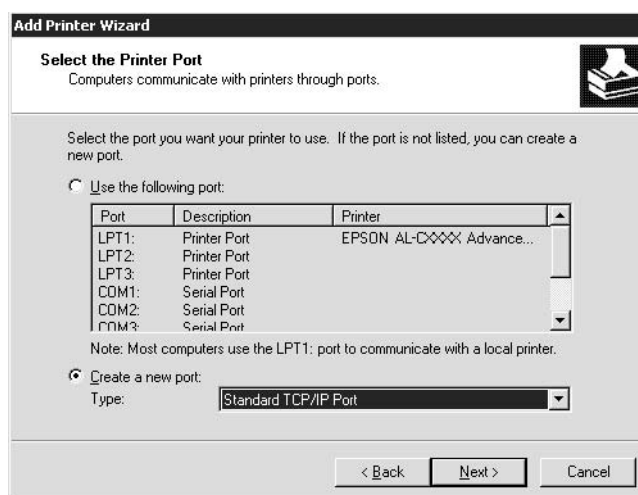 Add Printer Wizard
Select the Printer Port
Computers communicate with printers through ports.
Select the port you want your printer to use. If the port is not listed, you can create a
new port.
Use the following port:
Port Description Printer
LPT1: Printer Port EPSON AL-CXXXX Advance...
LPT2: Printer Port
LPT3: Printer Port
COM1: Serial Port
COM2: Serial Port
COM3: Serial Port
Note: Most computers use the LPT1: port to communicate with a local printer.
Create a new port:
Type: Standard TCP/IP Port
< Back Next > Cancel